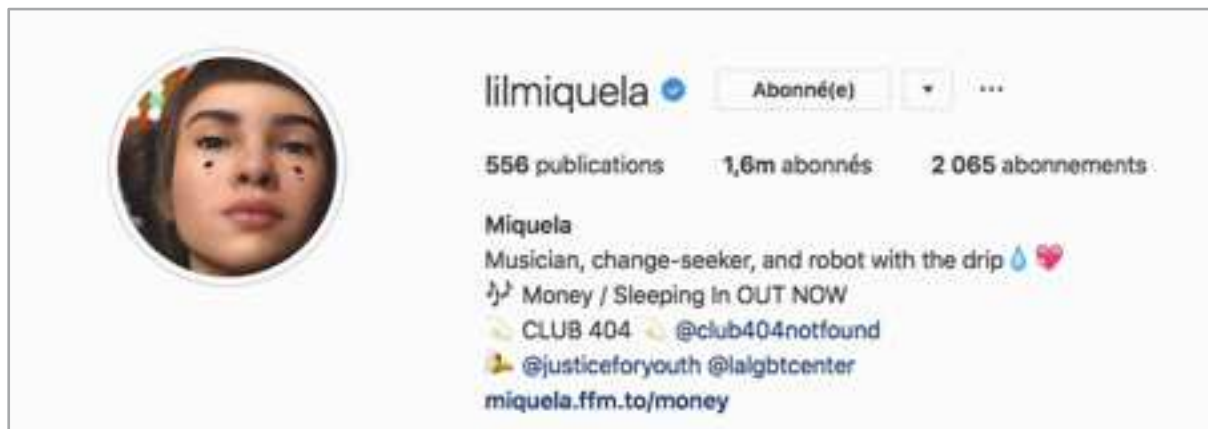 lilmiquela Abonné(e) ...
556 publications 1,6m abonnés 2 065 abonnements
Miquela
Musician, change-seeker, and robot with the drip💧💖
🎶 Money / Sleeping In OUT NOW
💫 CLUB 404 💫 @club404notfound
@justiceforyouth @lalgbtcenter
miquela.ffm.to/money